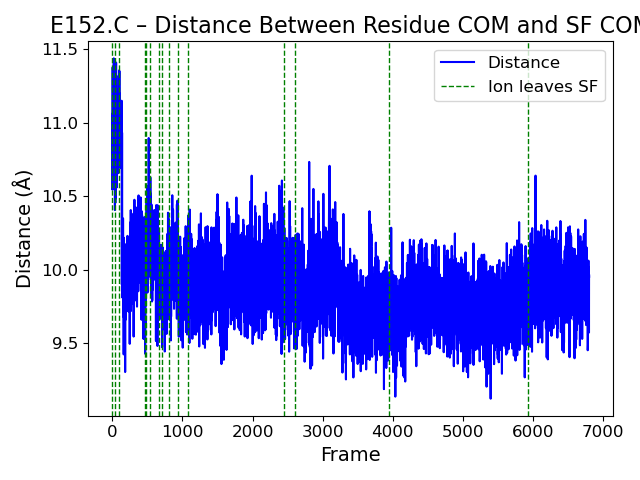 E152.C – Distance Between Residue COM and SF COM
Distance
Ion leaves SF
11.5
11.0
10.5
10.0
9.5
Distance (Å)
0 1000 2000 3000 4000 5000 6000 7000
Frame